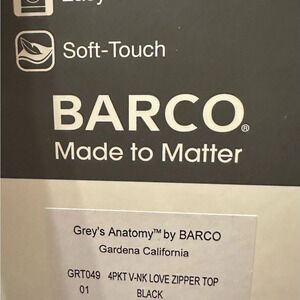 Soft-Touch
BARCO®
Made to Matter
Grey's Anatomy™ by BARCO
Gardena California
GRT049 4PKT V-NK LOVE ZIPPER TOP
01 BLACK